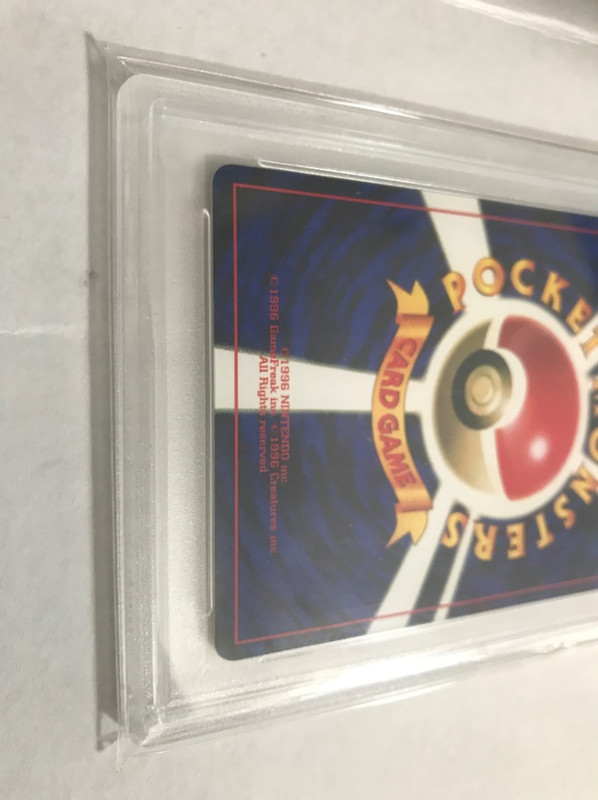 POCKET MONSTERS
CARD GAME
©1996 NINTENDO inc.
©1996 GameFreak inc. ©1996 Creatures inc.
All Rights reserved.